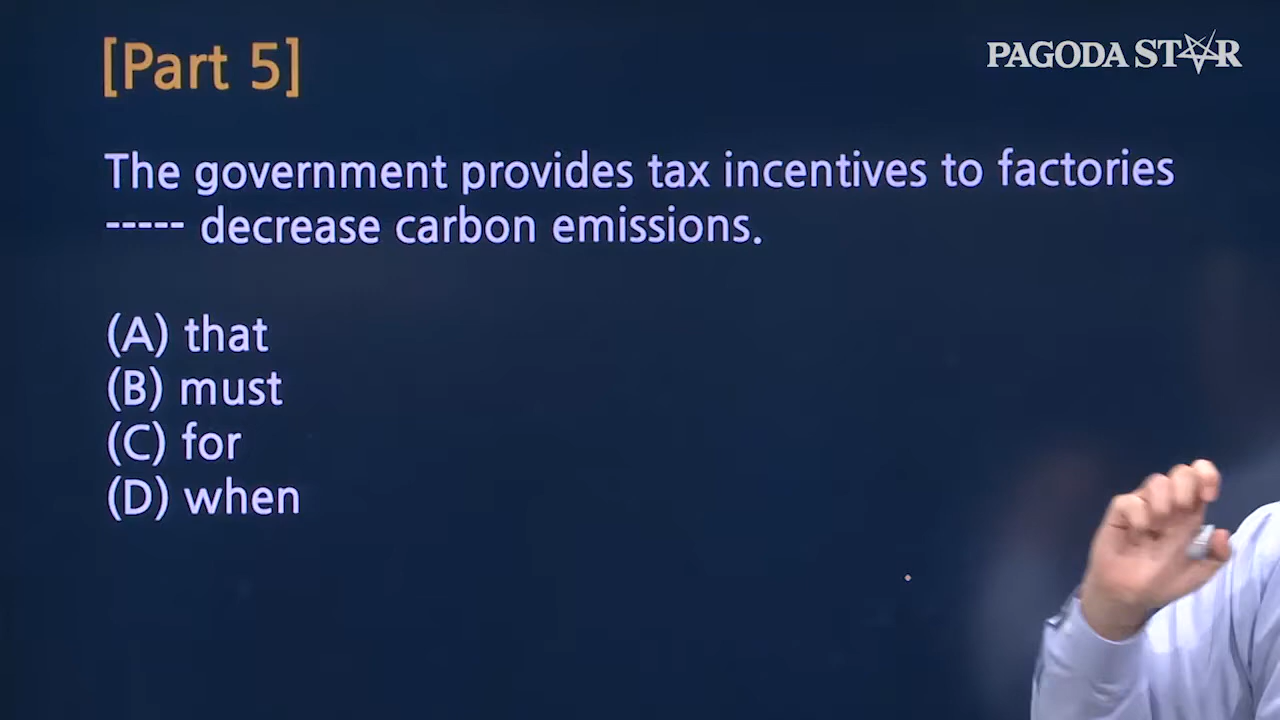 [Part 5]
PAGODA STAR
The government provides tax incentives to factories
----- decrease carbon emissions.
(A) that
(B) must
(C) for
(D) when